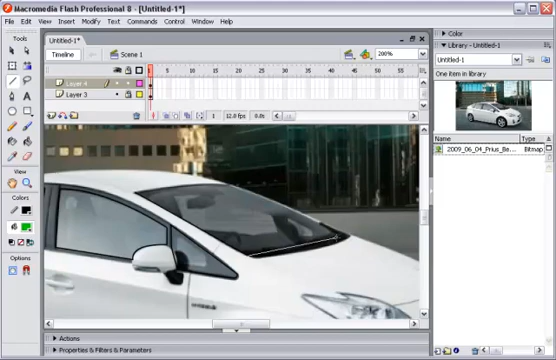 Macromedia Flash Professional 8 - [Untitled-1*]
File Edit View Insert Modify Text Commands Control Window Help
Tools
View
Colors
Options
Untitled-1*
Timeline
Scene 1
200%
1 5 10 15 20 25 30 35 40 45 50 55
Layer 4
Layer 3
1 12.0 fps 0.0s
Actions
Properties & Filters & Parameters
Color
Library - Untitled-1
Untitled-1
One item in library
Name Type
2009_06_04_Prius_Be... Bitmap